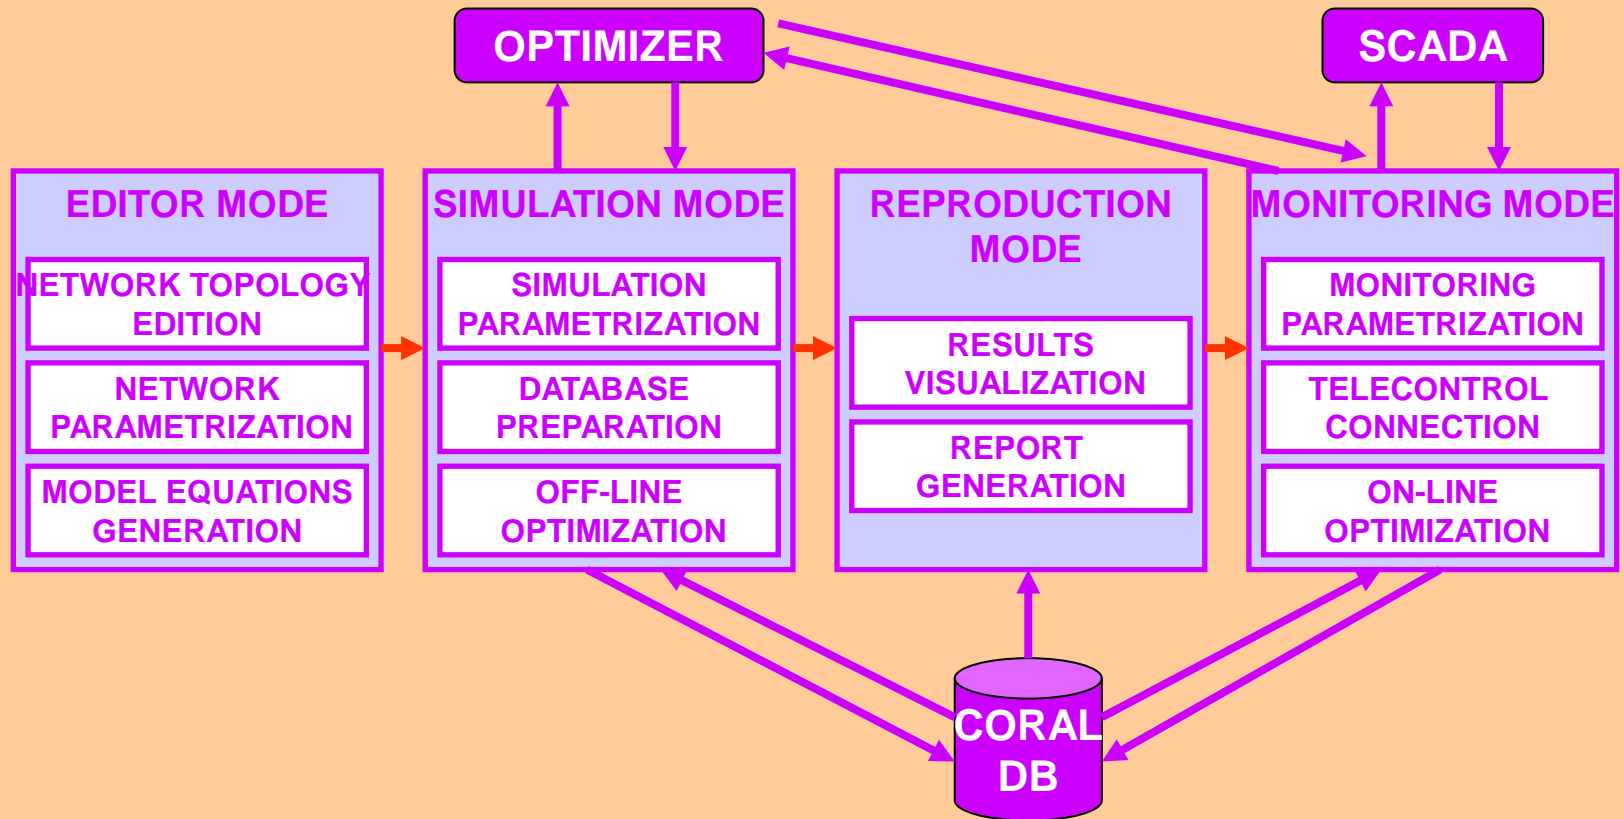 OPTIMIZER
SCADA
EDITOR MODE
NETWORK TOPOLOGY
EDITION
NETWORK
PARAMETRIZATION
MODEL EQUATIONS
GENERATION
SIMULATION MODE
SIMULATION
PARAMETRIZATION
DATABASE
PREPARATION
OFF-LINE
OPTIMIZATION
REPRODUCTION
MODE
RESULTS
VISUALIZATION
REPORT
GENERATION
MONITORING MODE
MONITORING
PARAMETRIZATION
TELECONTROL
CONNECTION
ON-LINE
OPTIMIZATION
CORAL
DB